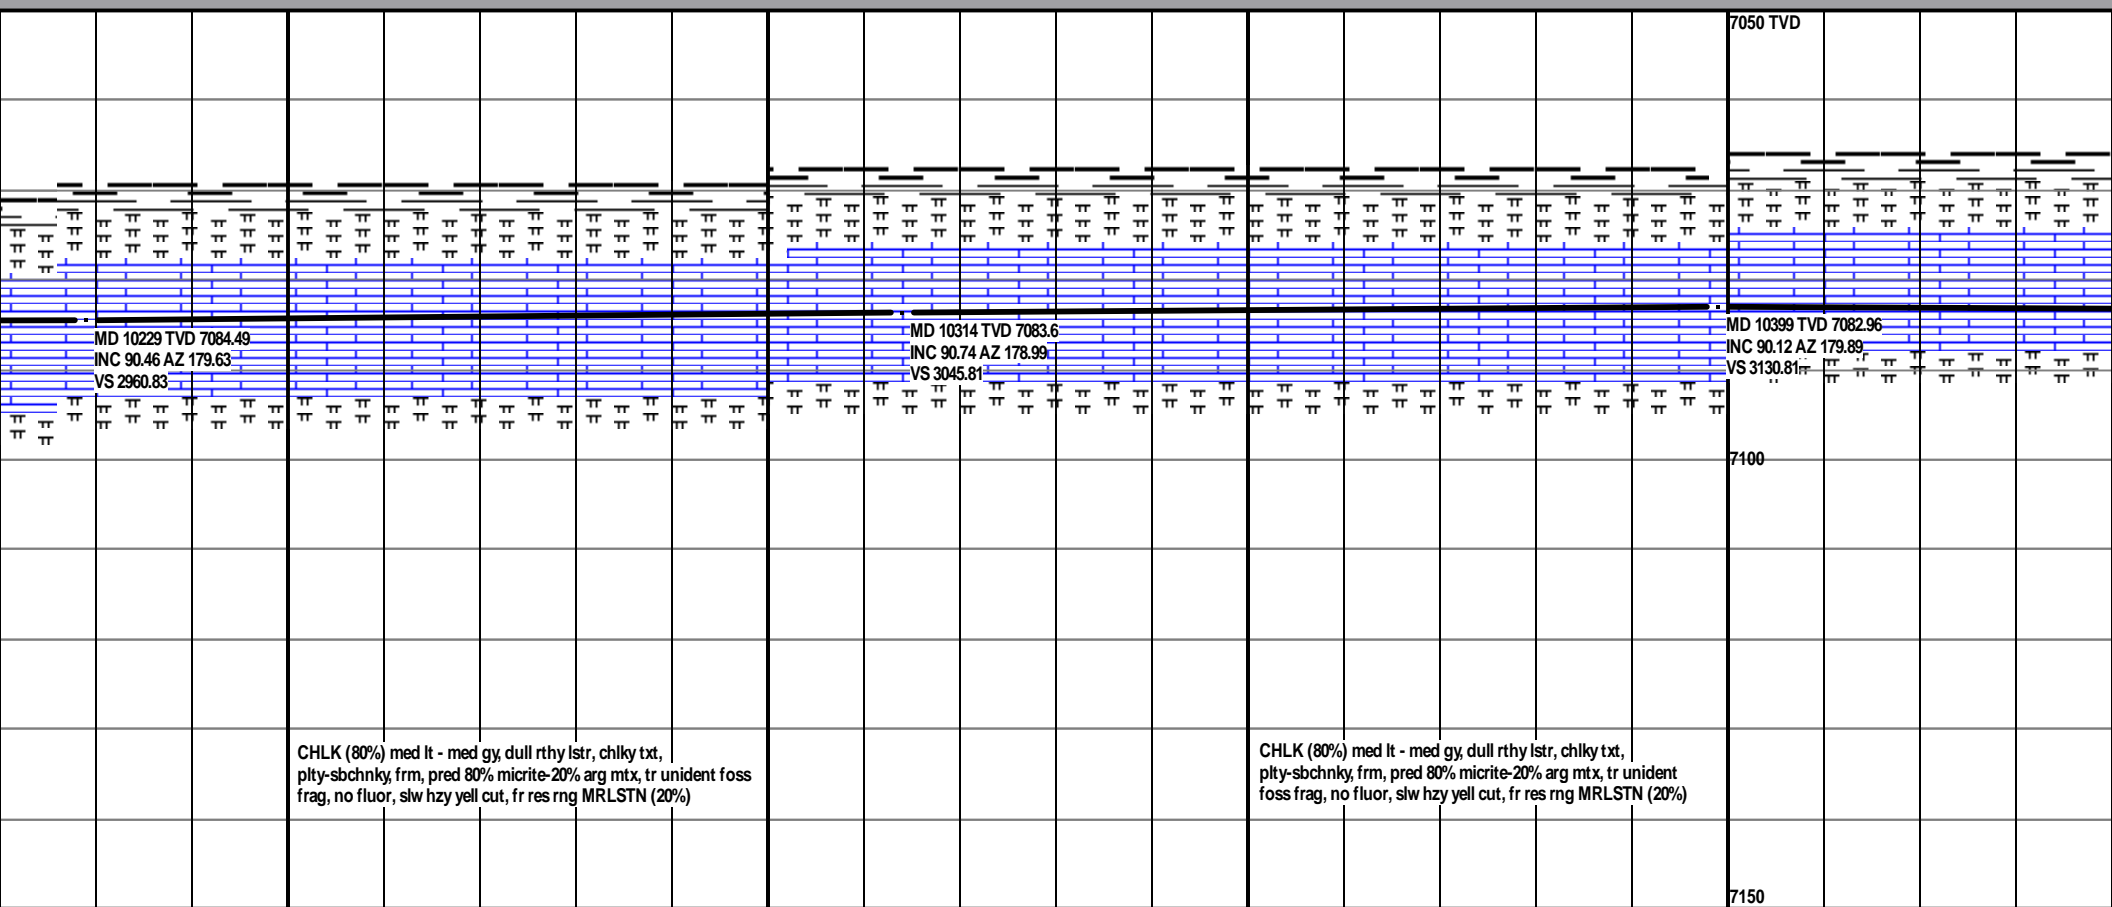 7050 TVD
MD 10229 TVD 7084.49
INC 90.46 AZ 179.63
VS 2960.83
MD 10314 TVD 7083.6
INC 90.74 AZ 178.99
VS 3045.81
MD 10399 TVD 7082.96
INC 90.12 AZ 179.89
VS 3130.81
7100
CHLK (80%) med lt - med gy, dull rthy lstr, chlky txt,
plty-sbchnky, frm, pred 80% micrite-20% arg mtx, tr unident foss
frag, no fluor, slw hzy yell cut, fr res rng MRLSTN (20%)
CHLK (80%) med lt - med gy, dull rthy lstr, chlky txt,
plty-sbchnky, frm, pred 80% micrite-20% arg mtx, tr unident
foss frag, no fluor, slw hzy yell cut, fr res rng MRLSTN (20%)
7150